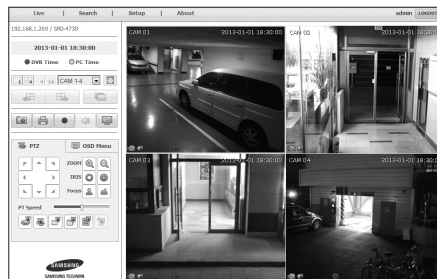 Live | Search | Setup | About
admin LOGOUT
192.168.1.200 / SRD-473D
2013-01-01 18:30:00
DVR Time PC Time
CAM 1-4
PTZ OSD Menu
ZOOM
IRIS
Focus
PT Speed
SAMSUNG
SAMSUNG TECHWIN
CAM 01 2013-01-01 18:30:00
CAM 02 2013-01-01 18:30:00
CAM 03 2013-01-01 18:30:00
CAM 04 2013-01-01 18:30:00